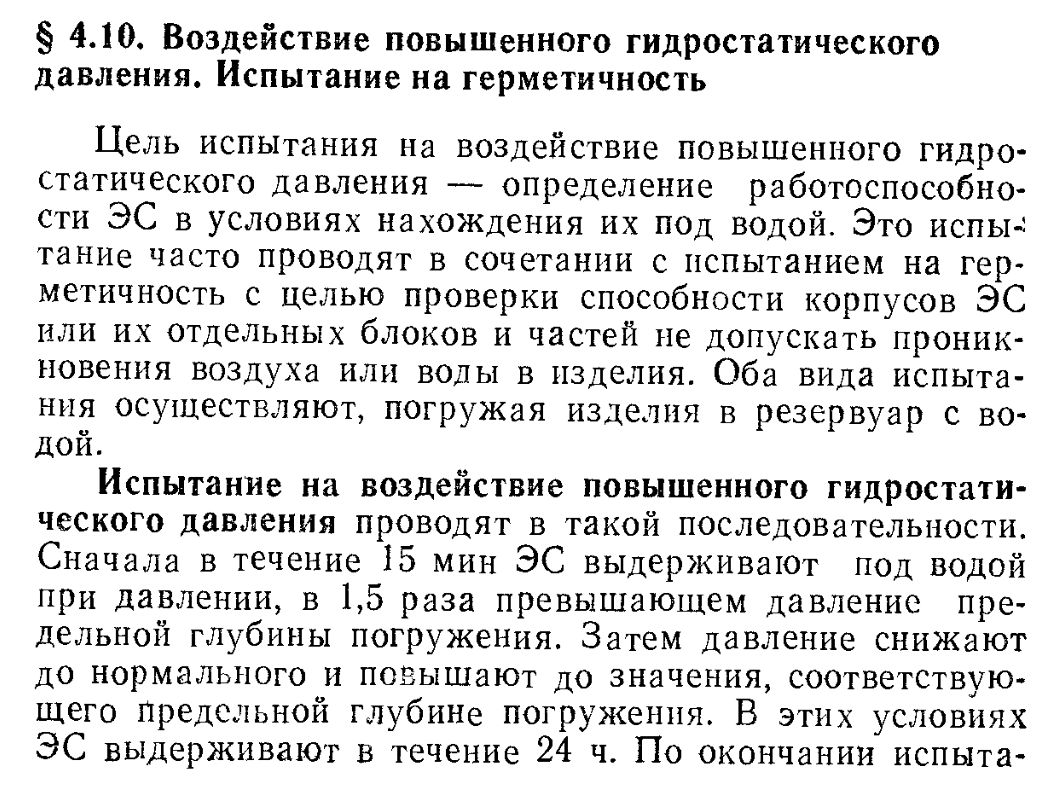 § 4.10. Воздействие повышенного гидростатического
давления. Испытание на герметичность
Цель испытания на воздействие повышенного гидро-
статического давления — определение работоспособно-
сти ЭС в условиях нахождения их под водой. Это испы-
тание часто проводят в сочетании с испытанием на гер-
метичность с целью проверки способности корпусов ЭС
или их отдельных блоков и частей не допускать проник-
новения воздуха или воды в изделия. Оба вида испыта-
ния осуществляют, погружая изделия в резервуар с во-
дой.
Испытание на воздействие повышенного гидростати-
ческого давления проводят в такой последовательности.
Сначала в течение 15 мин ЭС выдерживают под водой
при давлении, в 1,5 раза превышающем давление пре-
дельной глубины погружения. Затем давление снижают
до нормального и повышают до значения, соответствую-
щего предельной глубине погружения. В этих условиях
ЭС выдерживают в течение 24 ч. По окончании испыта-